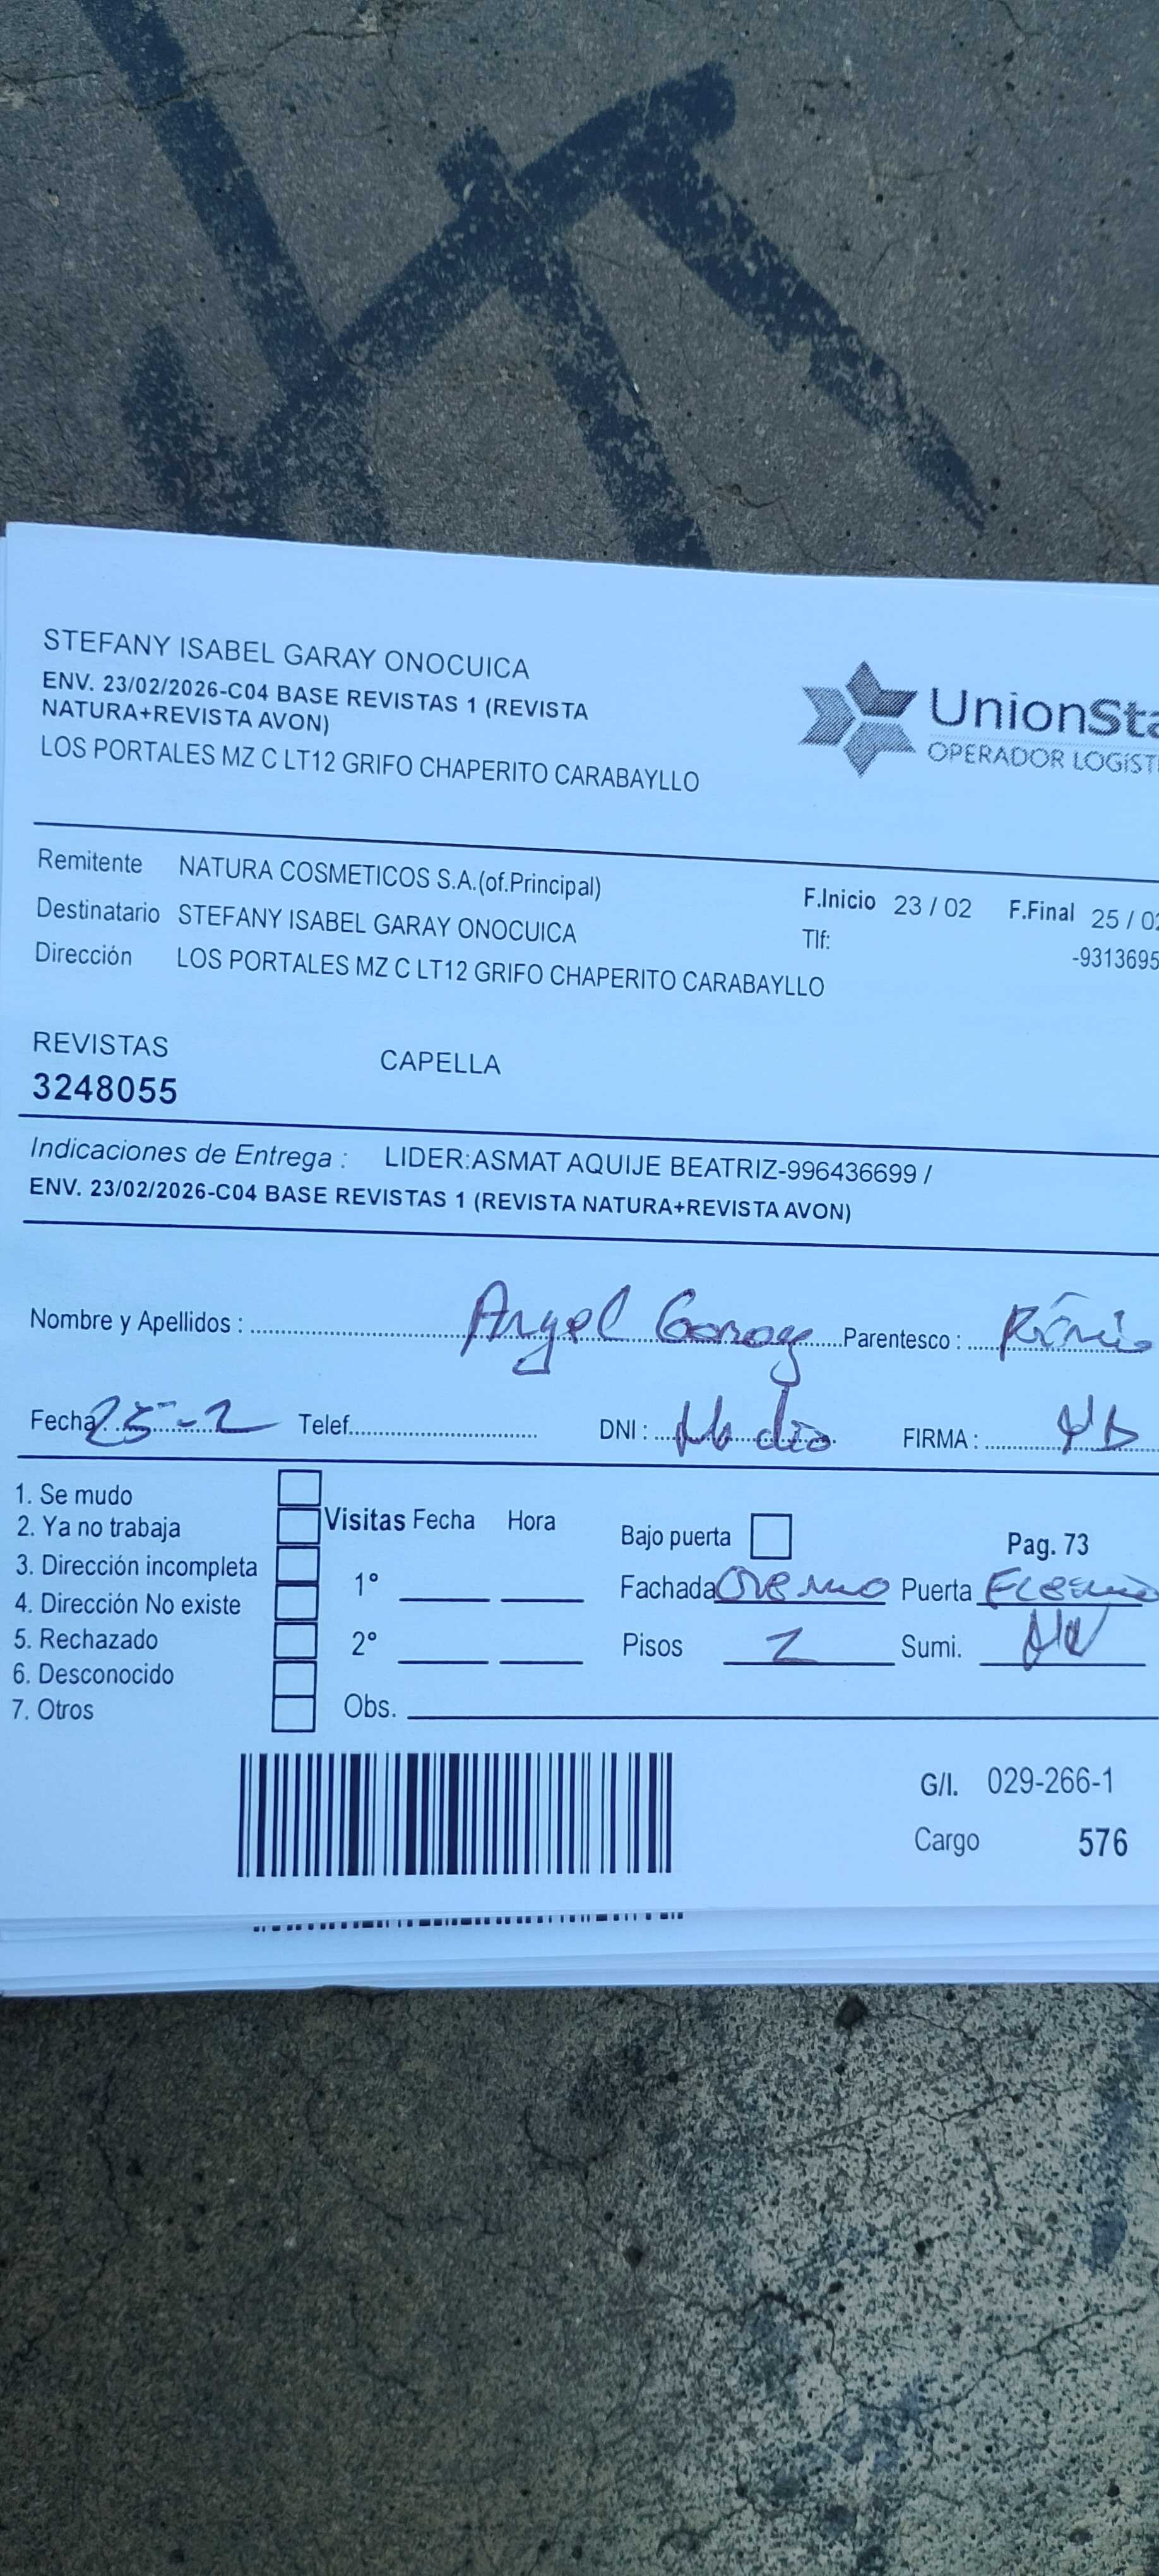 STEFANY ISABEL GARAY ONOCUICA
ENV. 23/02/2026-C04 BASE REVISTAS 1 (REVISTA
NATURA+REVISTA AVON)
LOS PORTALES MZ C LT12 GRIFO CHAPERITO CARABAYLLO
UnionSta
OPERADOR LOGÍST
Remitente NATURA COSMETICOS S.A.(of.Principal)
F.Inicio 23 / 02 F.Final 25 / 02
Destinatario STEFANY ISABEL GARAY ONOCUICA
Tlf: -9313695
Dirección LOS PORTALES MZ C LT12 GRIFO CHAPERITO CARABAYLLO
REVISTAS CAPELLA
3248055
Indicaciones de Entrega : LIDER:ASMAT AQUIJE BEATRIZ-996436699 /
ENV. 23/02/2026-C04 BASE REVISTAS 1 (REVISTA NATURA+REVISTA AVON)
Nombre y Apellidos : Angel Garay Parentesco :
Fecha 25-2 Telef. DNI : No dio FIRMA :
1. Se mudo
2. Ya no trabaja
3. Dirección incompleta
4. Dirección No existe
5. Rechazado
6. Desconocido
7. Otros
Visitas Fecha Hora
1°
2°
Obs.
Bajo puerta Pag. 73
Fachada Puerta
Pisos 2 Sumi.
G/I. 029-266-1
Cargo 576